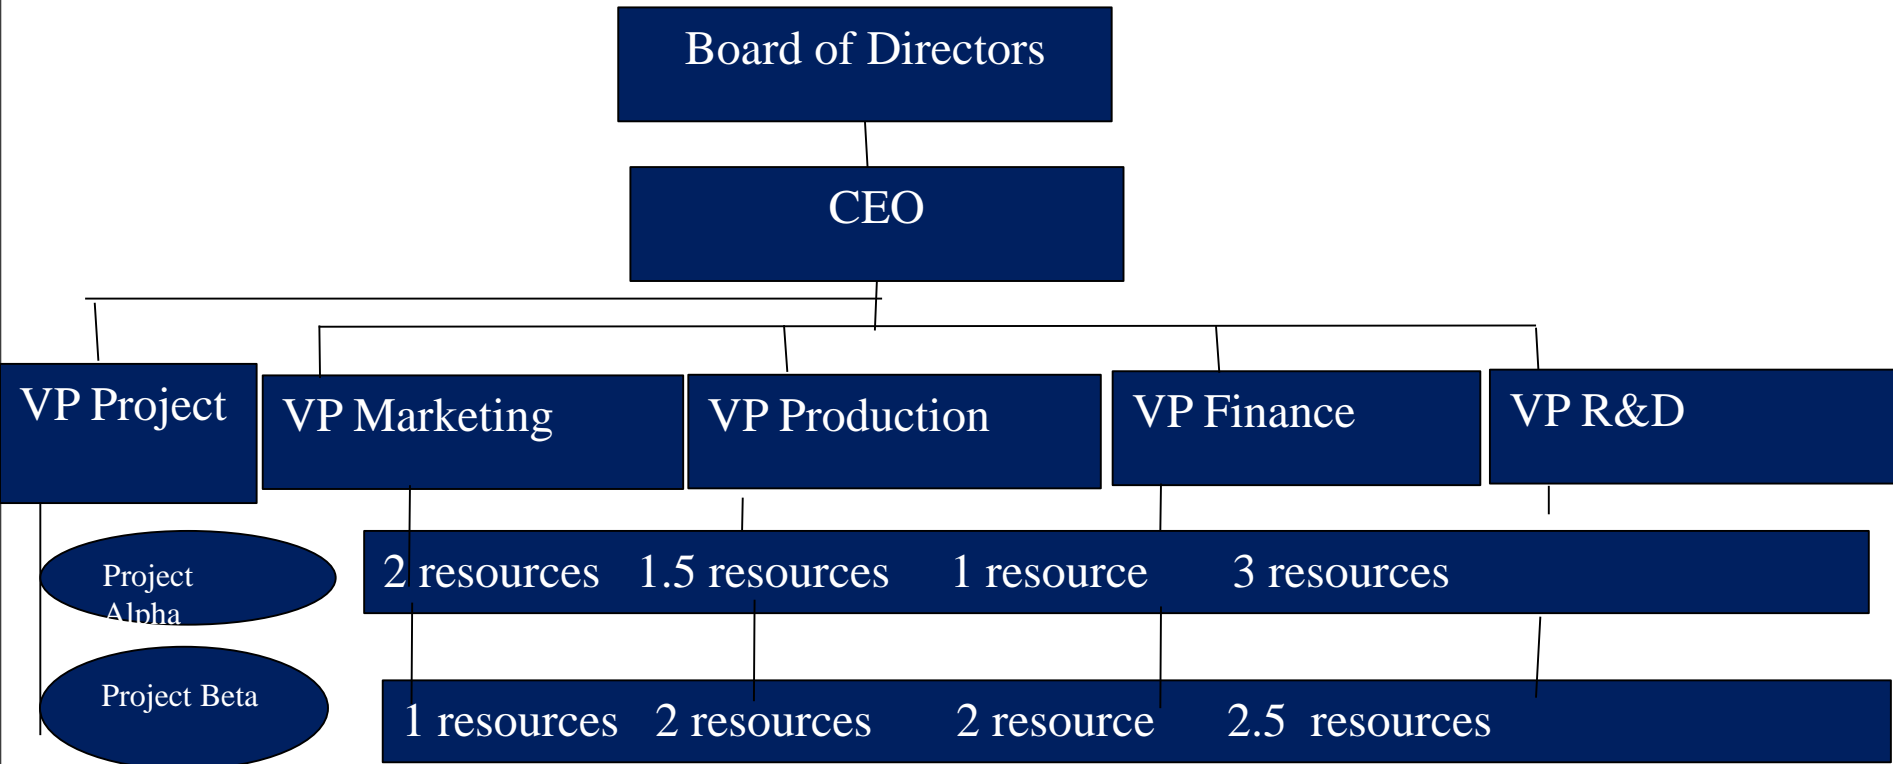 Board of Directors
CEO
VP Project
VP Marketing
VP Production
VP Finance
VP R&D
Project
Alpha
2 resources 1.5 resources 1 resource 3 resources
Project Beta
1 resources 2 resources 2 resource 2.5 resources